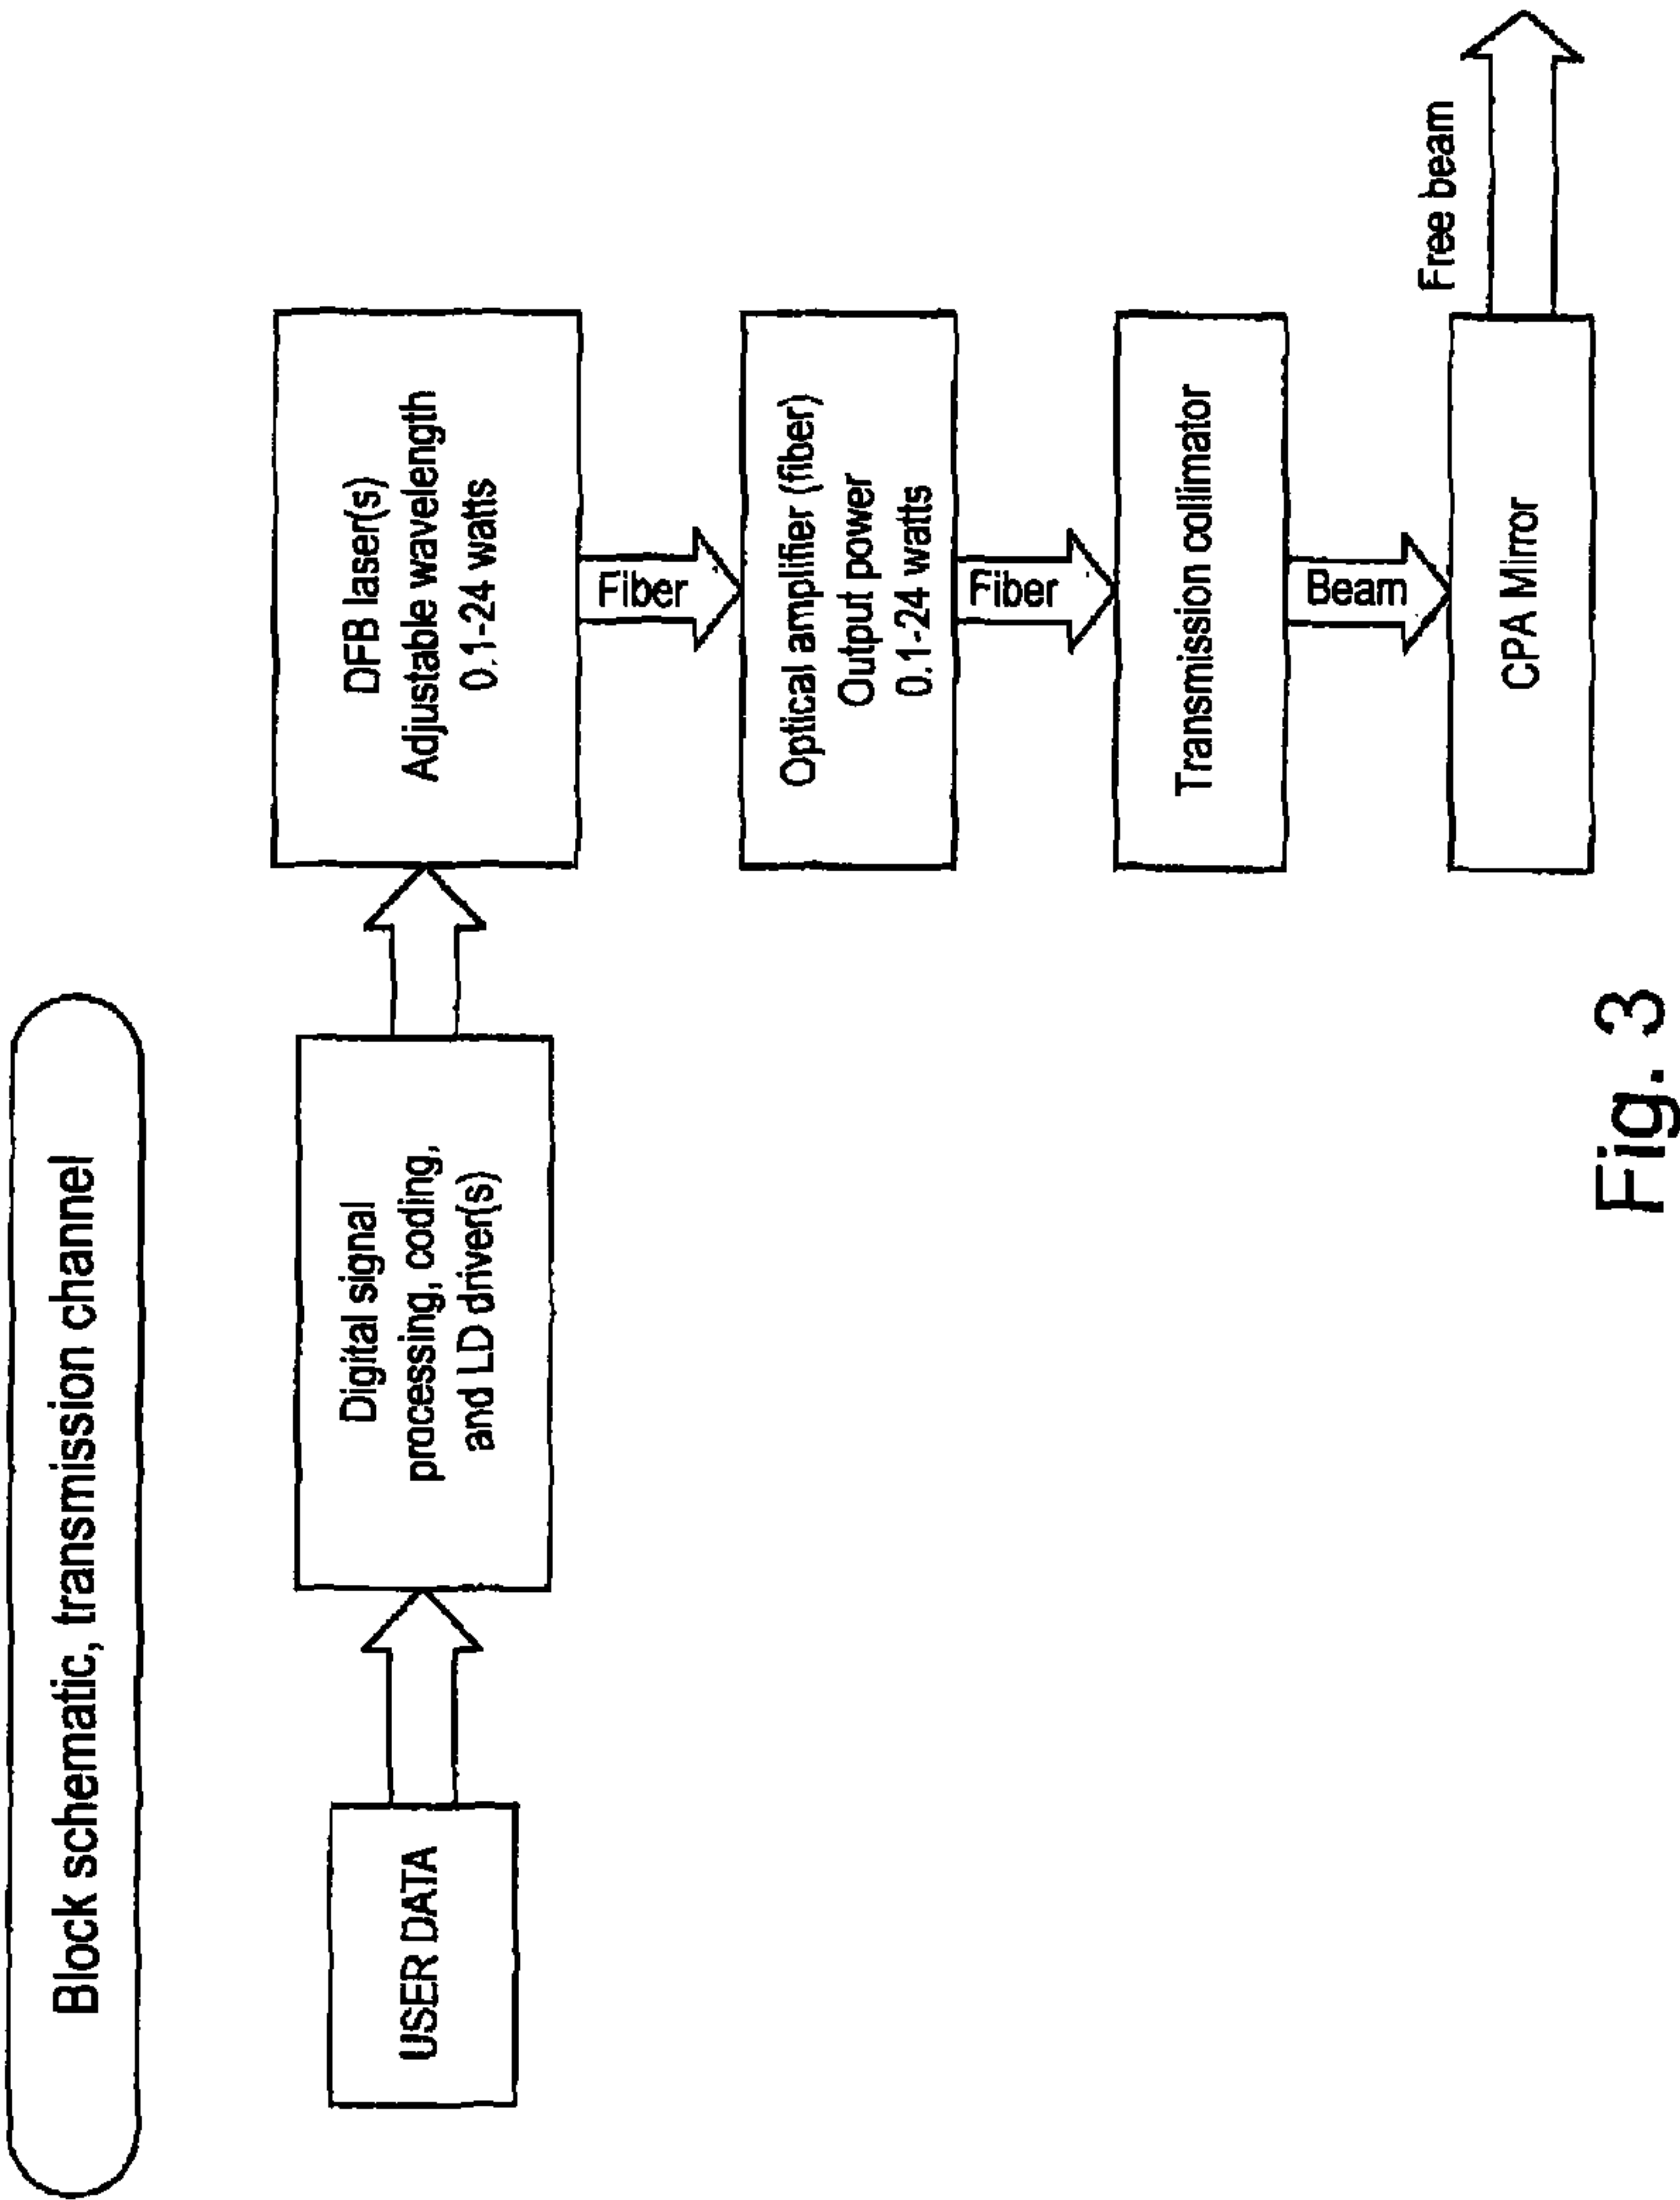 Block schematic, transmission channel
USER DATA
Digital signal
processing, coding,
and LD driver(s)
DFB laser(s)
Adjustable wavelength
0,1-24 watts
Fiber
Optical amplifier (fiber)
Output power
0.1-24 watts
Fiber
Transmission collimator
Beam
CPA Mirror
Free beam
Fig. 3